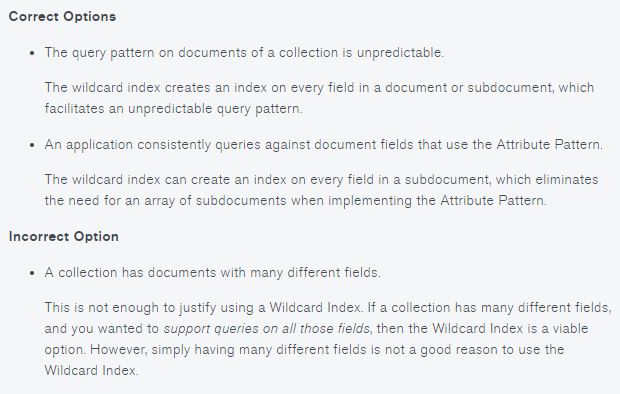 Correct Options
• The query pattern on documents of a collection is unpredictable.
The wildcard index creates an index on every field in a document or subdocument, which
facilitates an unpredictable query pattern.
• An application consistently queries against document fields that use the Attribute Pattern.
The wildcard index can create an index on every field in a subdocument, which eliminates
the need for an array of subdocuments when implementing the Attribute Pattern.
Incorrect Option
• A collection has documents with many different fields.
This is not enough to justify using a Wildcard Index. If a collection has many different fields,
and you wanted to support queries on all those fields, then the Wildcard Index is a viable
option. However, simply having many different fields is not a good reason to use the
Wildcard Index.